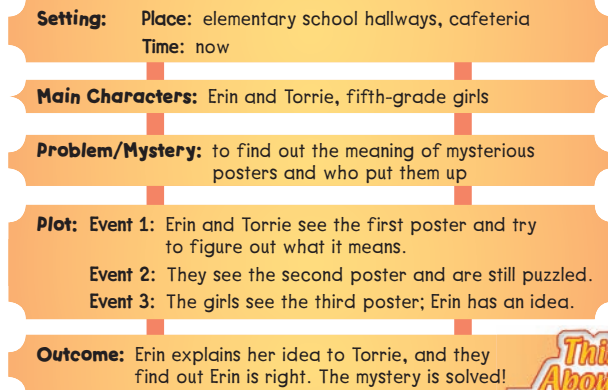 Setting: Place: elementary school hallways, cafeteria
Time: now
Main Characters: Erin and Torrie, fifth-grade girls
Problem/Mystery: to find out the meaning of mysterious
posters and who put them up
Plot: Event 1: Erin and Torrie see the first poster and try
to figure out what it means.
Event 2: They see the second poster and are still puzzled.
Event 3: The girls see the third poster; Erin has an idea.
Outcome: Erin explains her idea to Torrie, and they
find out Erin is right. The mystery is solved!